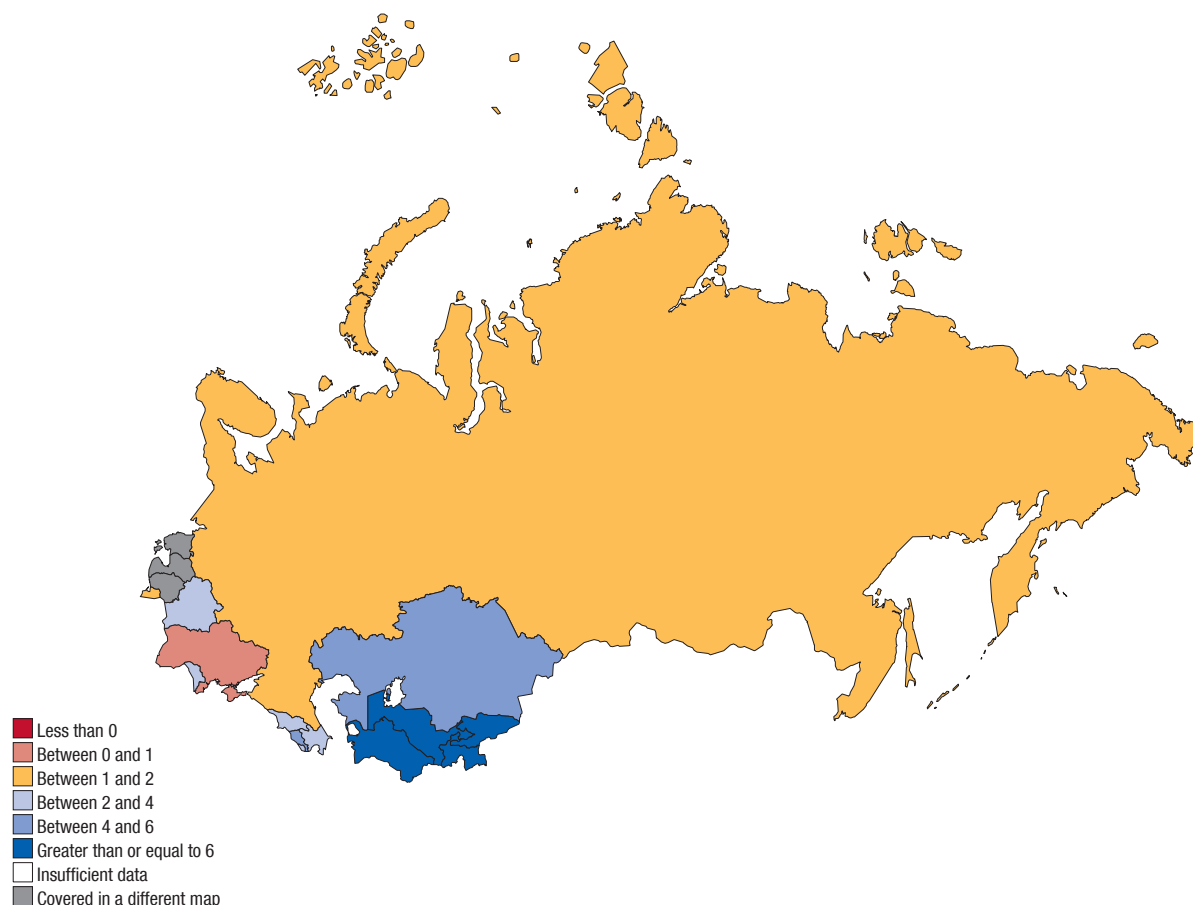 Less than 0
Between 0 and 1
Between 1 and 2
Between 2 and 4
Between 4 and 6
Greater than or equal to 6
Insufficient data
Covered in a different map